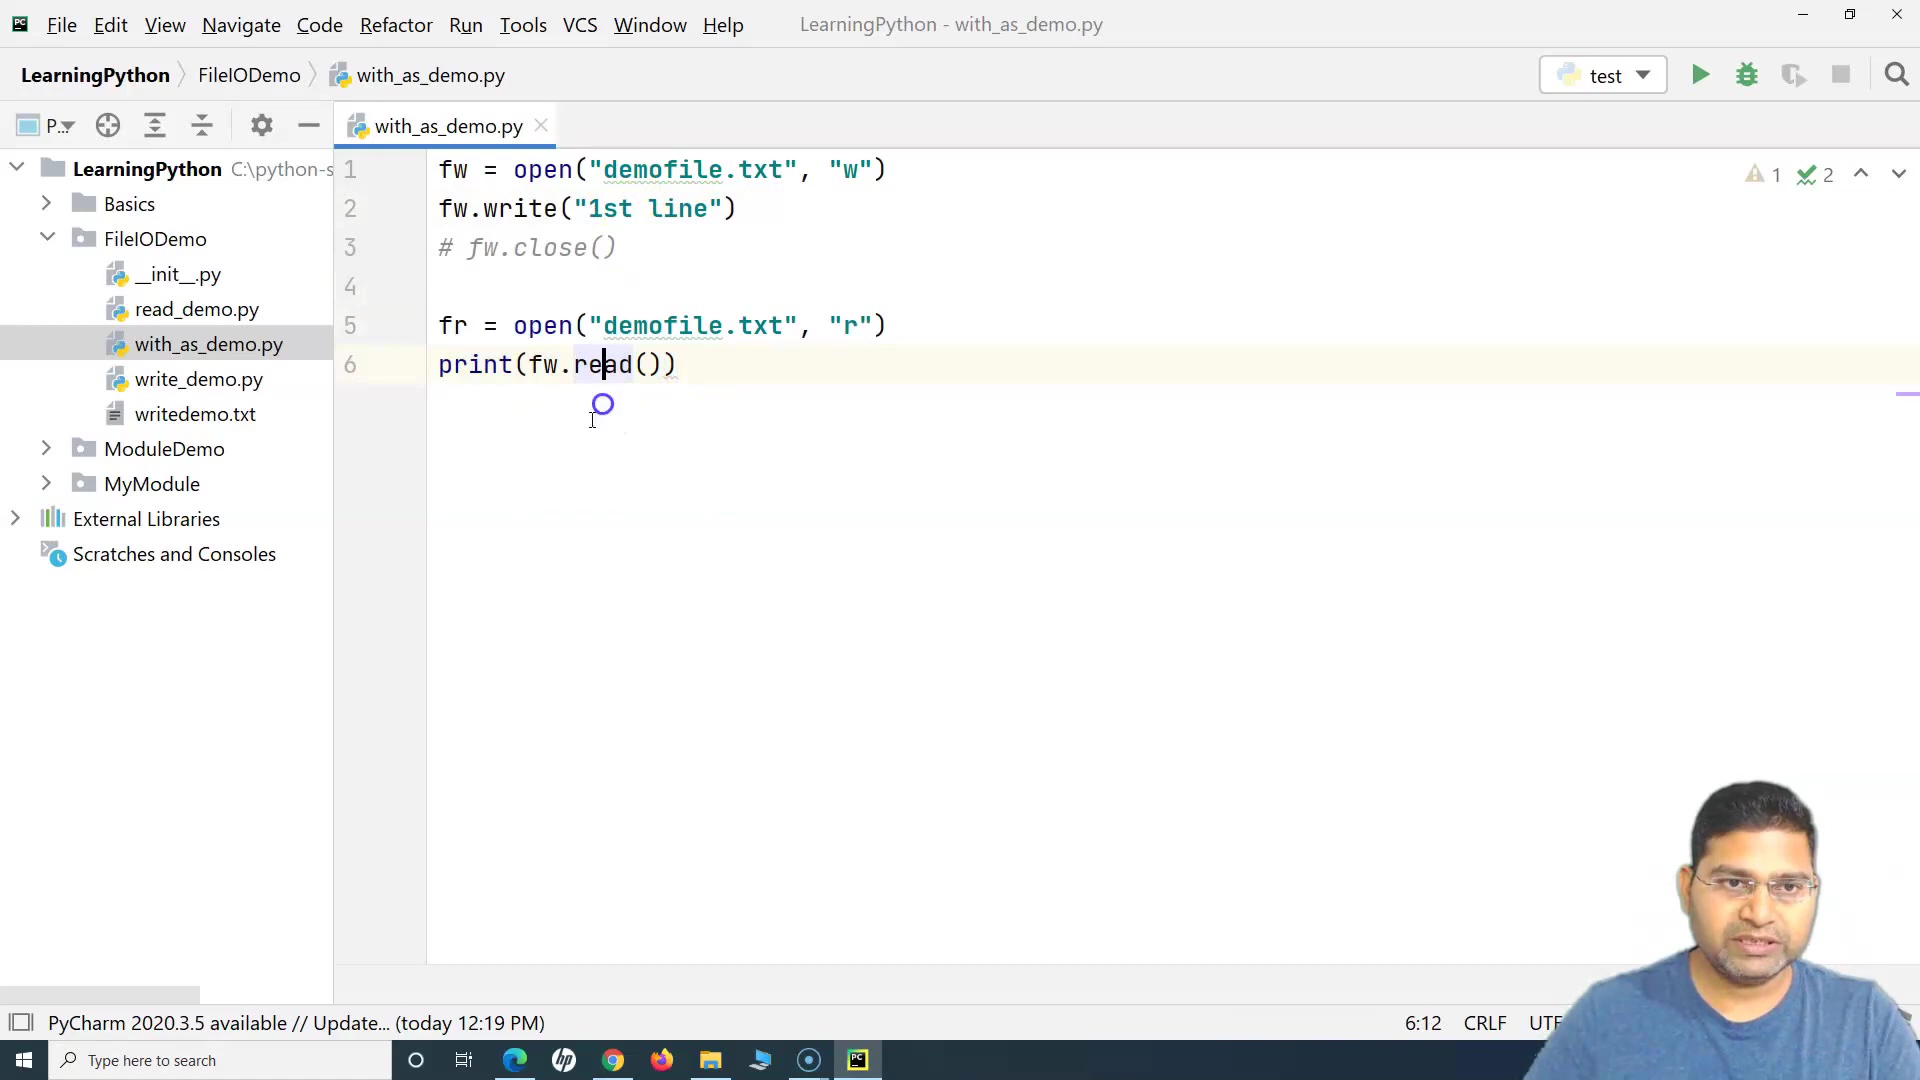 File Edit View Navigate Code Refactor Run Tools VCS Window Help LearningPython - with_as_demo.py
LearningPython FileIODemo with_as_demo.py test
P... with_as_demo.py
LearningPython C:\python-s
Basics
FileIODemo
__init__.py
read_demo.py
with_as_demo.py
write_demo.py
writedemo.txt
ModuleDemo
MyModule
External Libraries
Scratches and Consoles
1 fw = open("demofile.txt", "w")
2 fw.write("1st line")
3 # fw.close()
4
5 fr = open("demofile.txt", "r")
6 print(fw.read())
1 2
PyCharm 2020.3.5 available // Update... (today 12:19 PM) 6:12 CRLF UTF
Type here to search hp PC